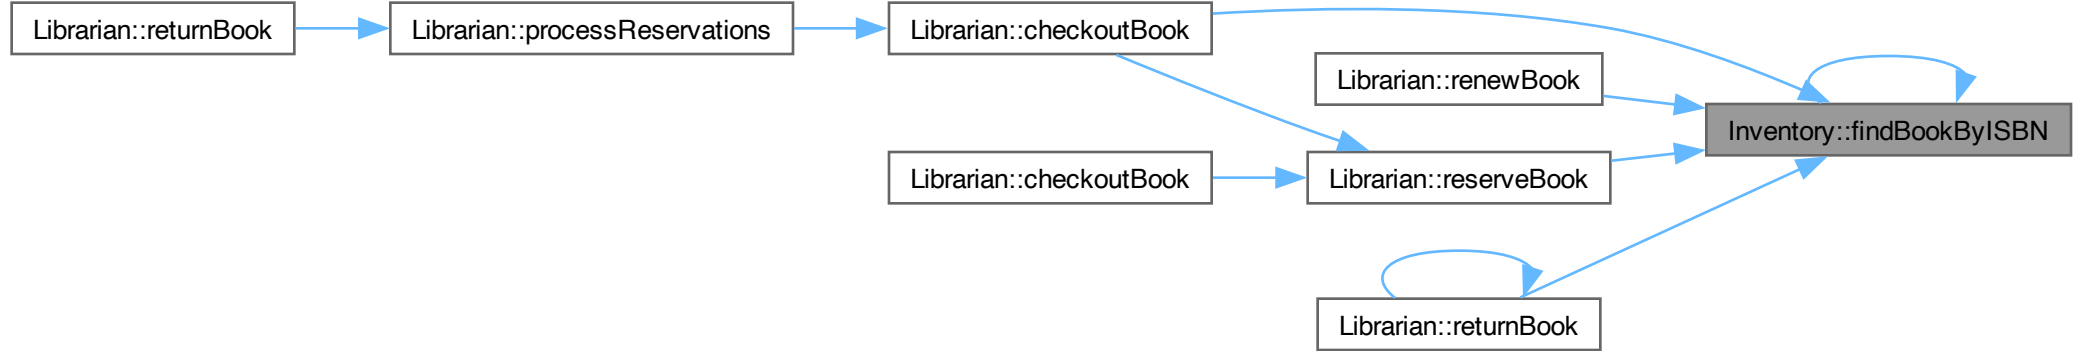 Librarian::returnBook
Librarian::processReservations
Librarian::checkoutBook
Librarian::renewBook
Inventory::findBookByISBN
Librarian::checkoutBook
Librarian::reserveBook
Librarian::returnBook